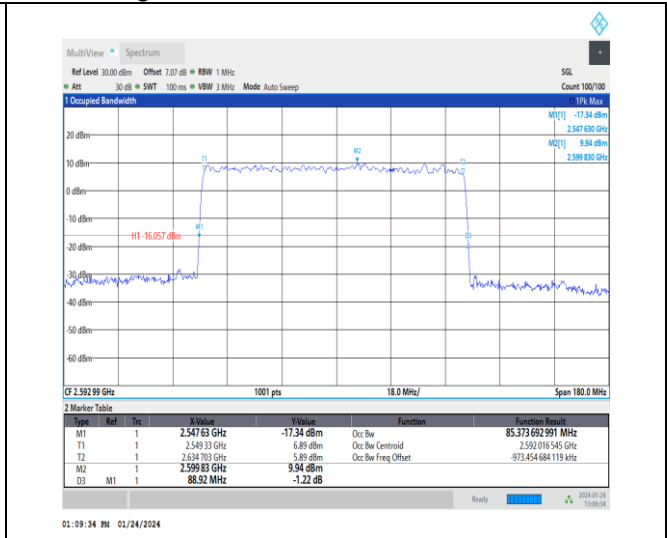 MultiView Spectrum
Ref Level 30.00 dBm Offset 7.07 dB RBW 1 MHz SGL
Att 30 dB SWT 100 ms VBW 3 MHz Mode Auto Sweep Count 100/100
1 Occupied Bandwidth 1Pk Max
M1[1] -17.34 dBm
2.547 630 GHz
M2[1] 9.94 dBm
2.599 830 GHz
20 dBm
M2
T1
10 dBm
0 dBm
-10 dBm
M1
H1 -16.057 dBm
-20 dBm
-30 dBm
-40 dBm
-50 dBm
-60 dBm
CF 2.592 99 GHz 1001 pts 18.0 MHz/ Span 180.0 MHz
2 Marker Table
Type Ref Trc X-Value Y-Value Function Function Result
M1 1 2.547 63 GHz -17.34 dBm Occ Bw 85.373 692 991 MHz
T1 1 2.549 33 GHz 6.89 dBm Occ Bw Centroid 2.592 016 545 GHz
T2 1 2.634 703 GHz 5.89 dBm Occ Bw Freq Offset -973.454 684 119 kHz
M2 1 2.599 83 GHz 9.94 dBm
D3 M1 1 88.92 MHz -1.22 dB
Ready 2024-01-24
13:09:34
01:09:34 PM 01/24/2024